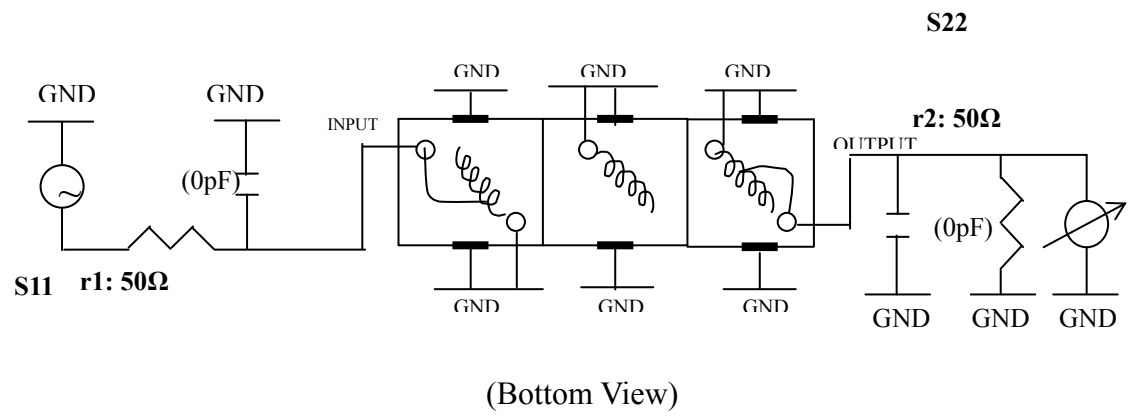 S22
GND
GND
GND
GND
GND
INPUT
r2: 50Ω
OUTPUT
(0pF)
(0pF)
S11
r1: 50Ω
GND
GND
GND
GND
GND
GND
(Bottom View)